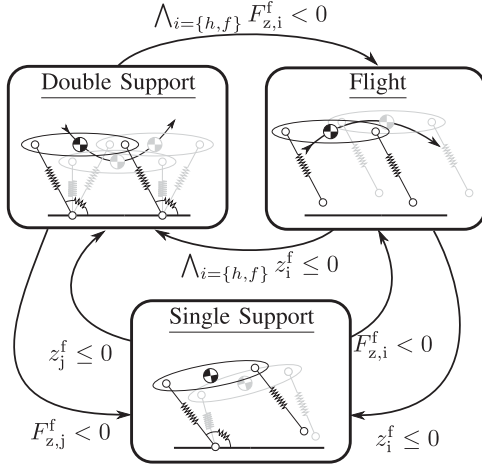 ⋀_{i={h,f}} F^f_{z,i} < 0
Double Support
Flight
⋀_{i={h,f}} z^f_i ≤ 0
Single Support
z^f_j ≤ 0
F^f_{z,i} < 0
F^f_{z,j} < 0
z^f_i ≤ 0